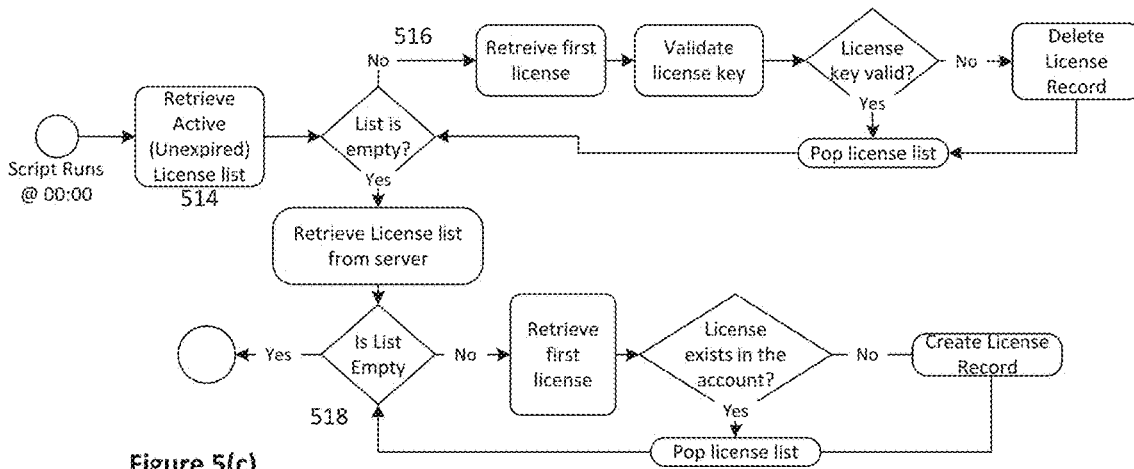 516
No
Retreive first
license
Validate
license key
License
key valid?
No
Delete
License
Record
Yes
Pop license list
Script Runs
@ 00:00
Retrieve
Active
(Unexpired)
License list
514
List is
empty?
Yes
Retrieve License list
from server
Is List
Empty
Yes
No
518
Retrieve
first
license
License
exists in the
account?
No
Create License
Record
Yes
Pop license list
Figure 5(c)